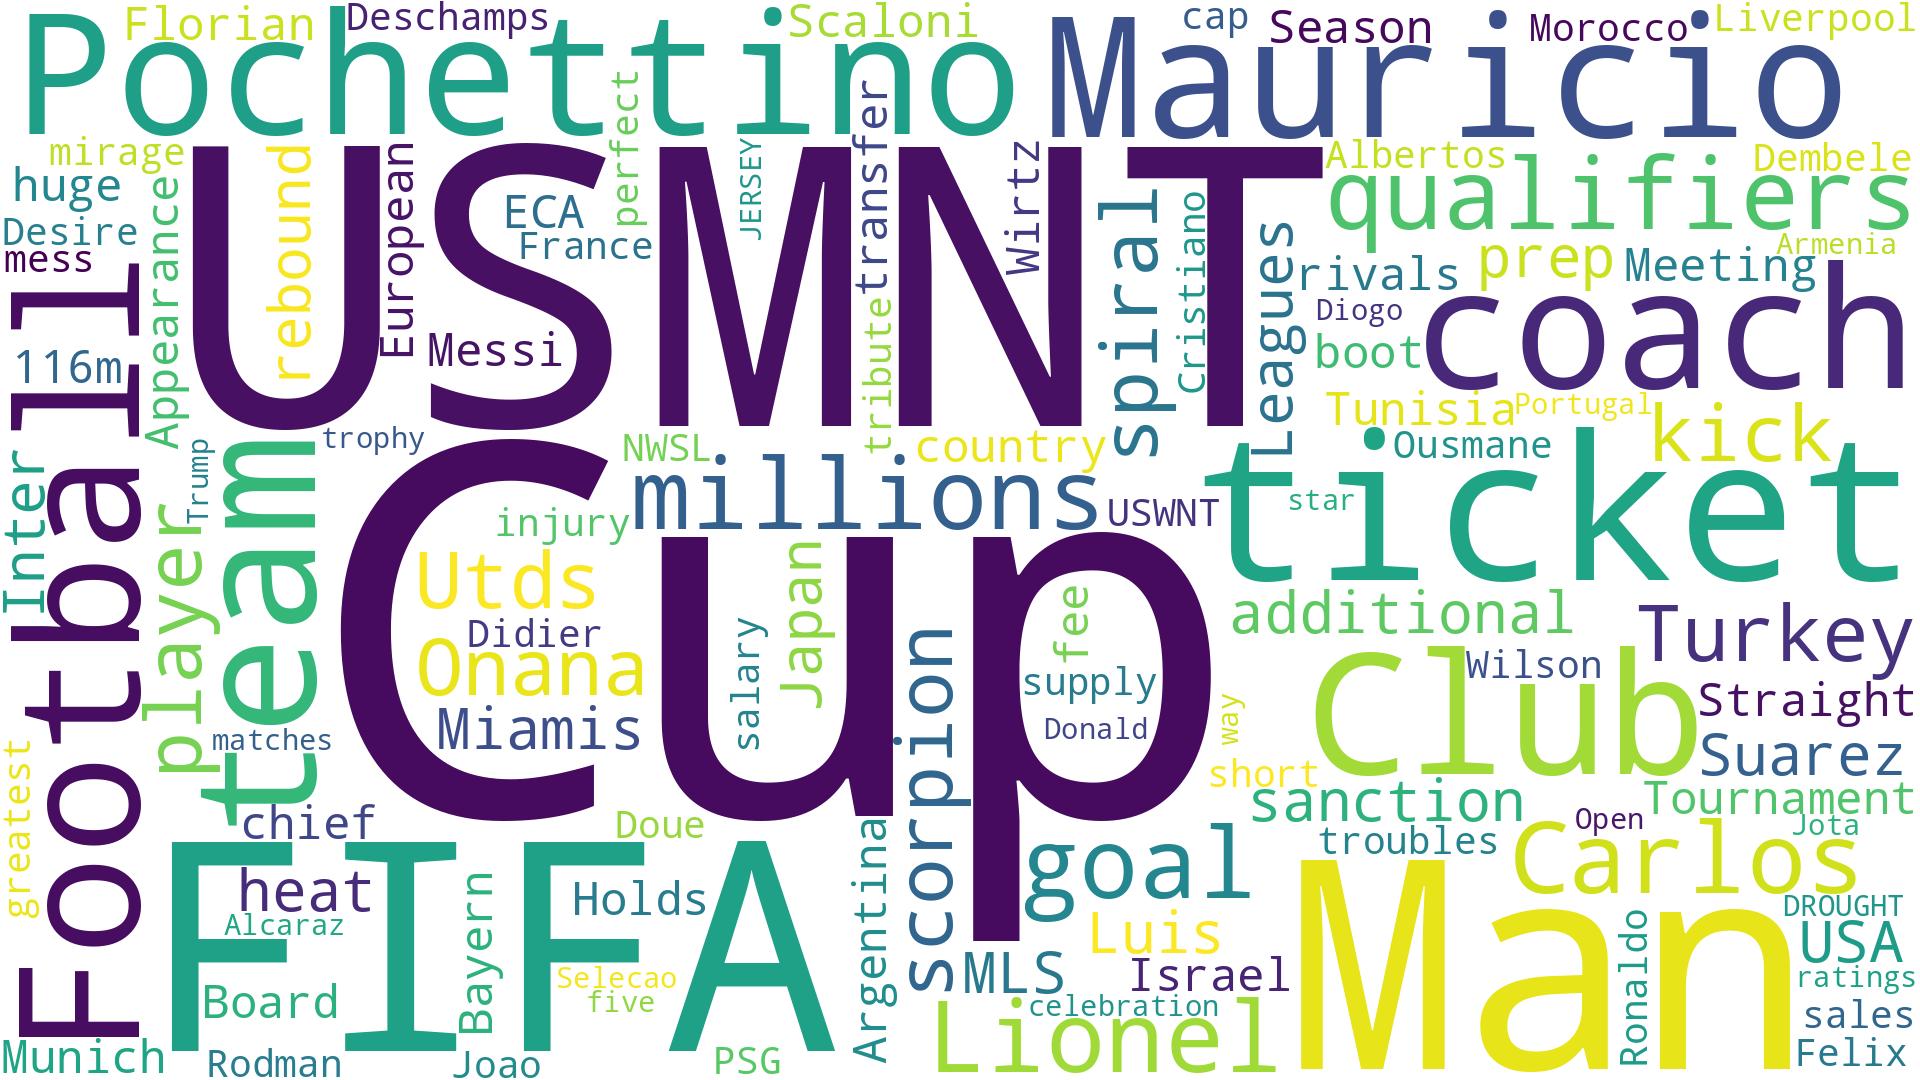 Pochettino
Mauricio
Florian
Deschamps
Scaloni
cap
Season
Morocco
Liverpool
USMNT
mirage
huge
Desire
mess
Appearance
rebound
European
ECA
France
perfect
JERSEY
transfer
Wirtz
Messi
tribute
spiral
Cristiano
Leagues
Albertos
Dembele
qualifiers
Armenia
rivals
prep
Meeting
Diogo
boot
coach
Tunisia
Portugal
kick
Ousmane
116m
Football
Trump
trophy
NWSL
country
ticket
star
Inter
player
team
Cup
injury
millions
USWNT
Utds
Didier
Onana
Miamis
salary
Japan
scorpion
fee
supply
Donald
way
short
additional
Turkey
Club
Wilson
Straight
Suarez
sanction
Tournament
matches
greatest
chief
Doue
troubles
Open
Carlos
Jota
FIFA
heat
Alcaraz
Board
Bayern
Holds
Selecao
five
Argentina
goal
Luis
MLS
Israel
celebration
Lionel
Man
Ronaldo
DROUGHT
USA
ratings
sales
Felix
Munich
Rodman
Joao
PSG